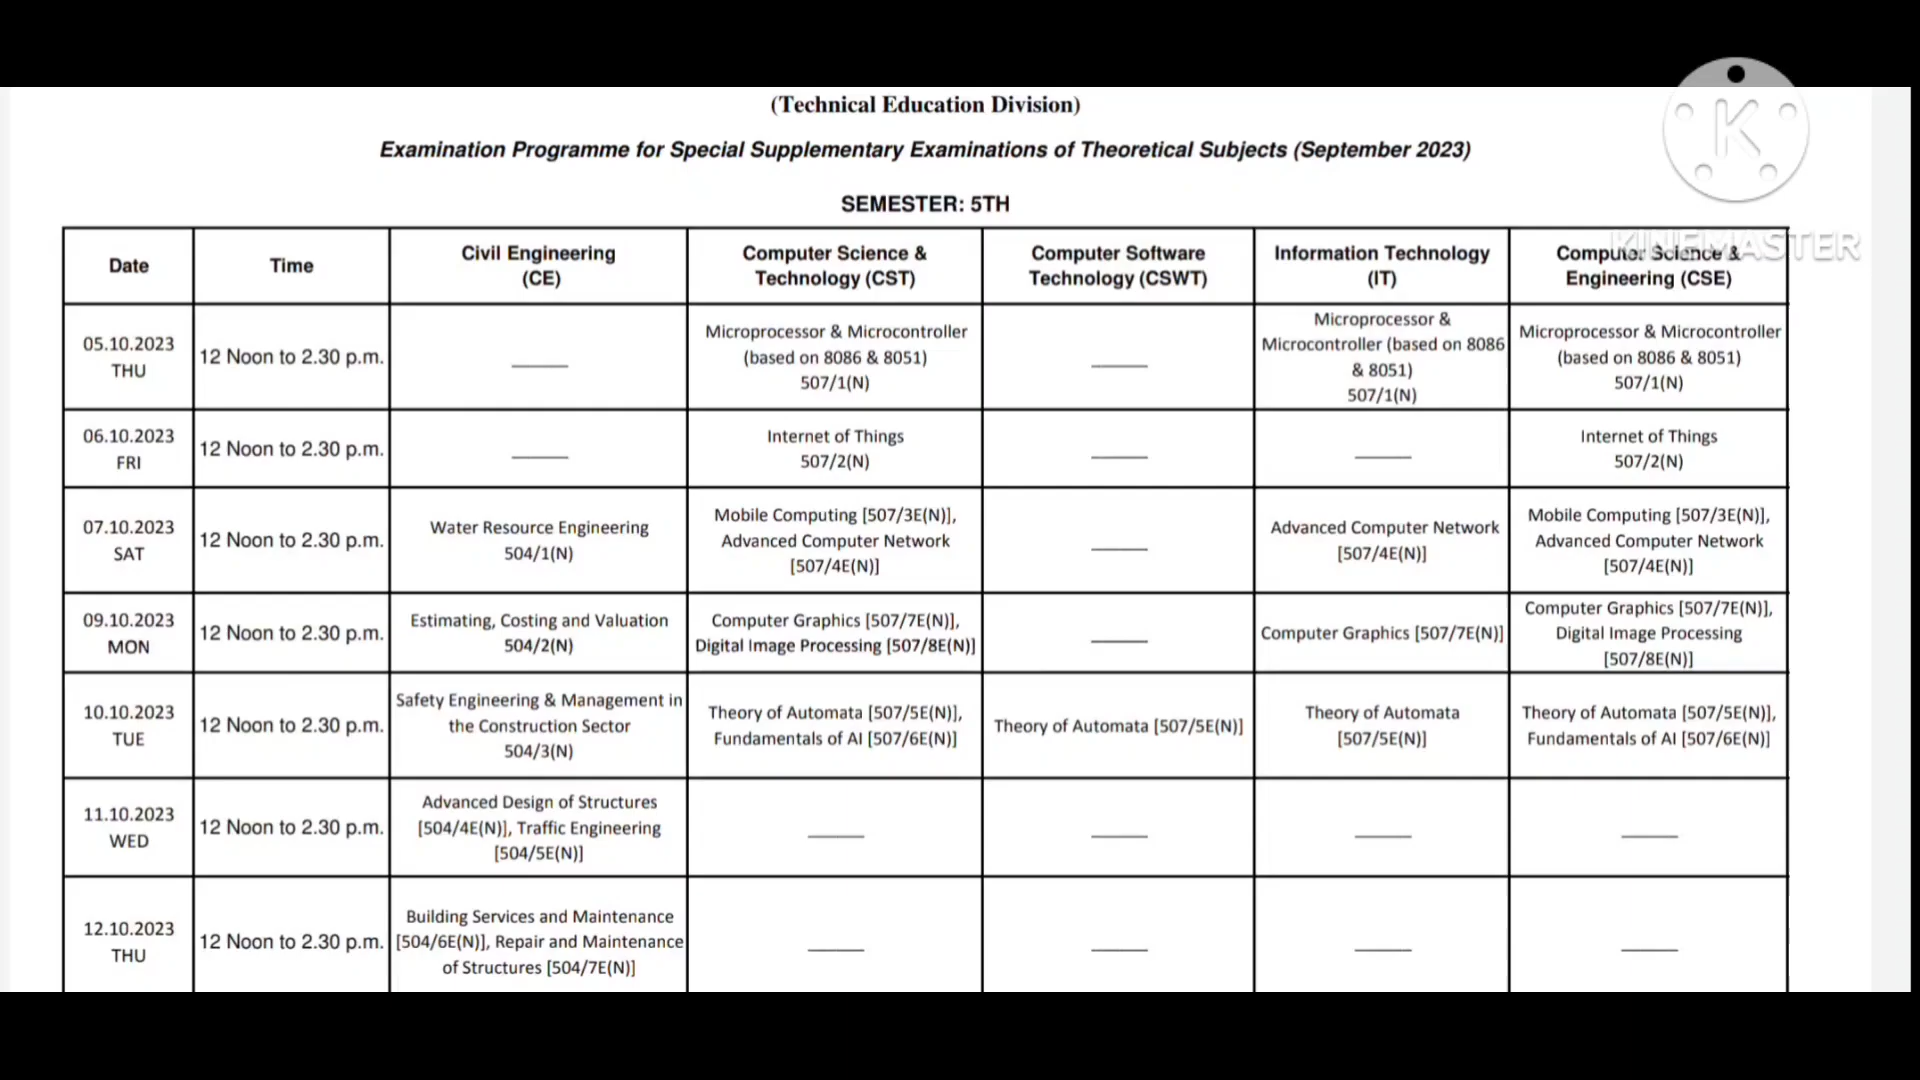 (Technical Education Division)
Examination Programme for Special Supplementary Examinations of Theoretical Subjects (September 2023)
SEMESTER: 5TH
Date
Time
Civil Engineering
(CE)
Computer Science &
Technology (CST)
Computer Software
Technology (CSWT)
Information Technology
(IT)
Computer Science &
Engineering (CSE)
K
KINEMASTER
05.10.2023
THU
12 Noon to 2.30 p.m.
Microprocessor & Microcontroller
(based on 8086 & 8051)
507/1(N)
Microprocessor &
Microcontroller (based on 8086
& 8051)
507/1(N)
Microprocessor & Microcontroller
(based on 8086 & 8051)
507/1(N)
06.10.2023
FRI
12 Noon to 2.30 p.m.
Internet of Things
507/2(N)
Internet of Things
507/2(N)
07.10.2023
SAT
12 Noon to 2.30 p.m.
Water Resource Engineering
504/1(N)
Mobile Computing [507/3E(N)],
Advanced Computer Network
[507/4E(N)]
Advanced Computer Network
[507/4E(N)]
Mobile Computing [507/3E(N)],
Advanced Computer Network
[507/4E(N)]
09.10.2023
MON
12 Noon to 2.30 p.m.
Estimating, Costing and Valuation
504/2(N)
Computer Graphics [507/7E(N)],
Digital Image Processing [507/8E(N)]
Computer Graphics [507/7E(N)]
Computer Graphics [507/7E(N)],
Digital Image Processing
[507/8E(N)]
10.10.2023
TUE
12 Noon to 2.30 p.m.
Safety Engineering & Management in
the Construction Sector
504/3(N)
Theory of Automata [507/5E(N)],
Fundamentals of AI [507/6E(N)]
Theory of Automata [507/5E(N)]
Theory of Automata
[507/5E(N)]
Theory of Automata [507/5E(N)],
Fundamentals of AI [507/6E(N)]
11.10.2023
WED
12 Noon to 2.30 p.m.
Advanced Design of Structures
[504/4E(N)], Traffic Engineering
[504/5E(N)]
12.10.2023
THU
12 Noon to 2.30 p.m.
Building Services and Maintenance
[504/6E(N)], Repair and Maintenance
of Structures [504/7E(N)]